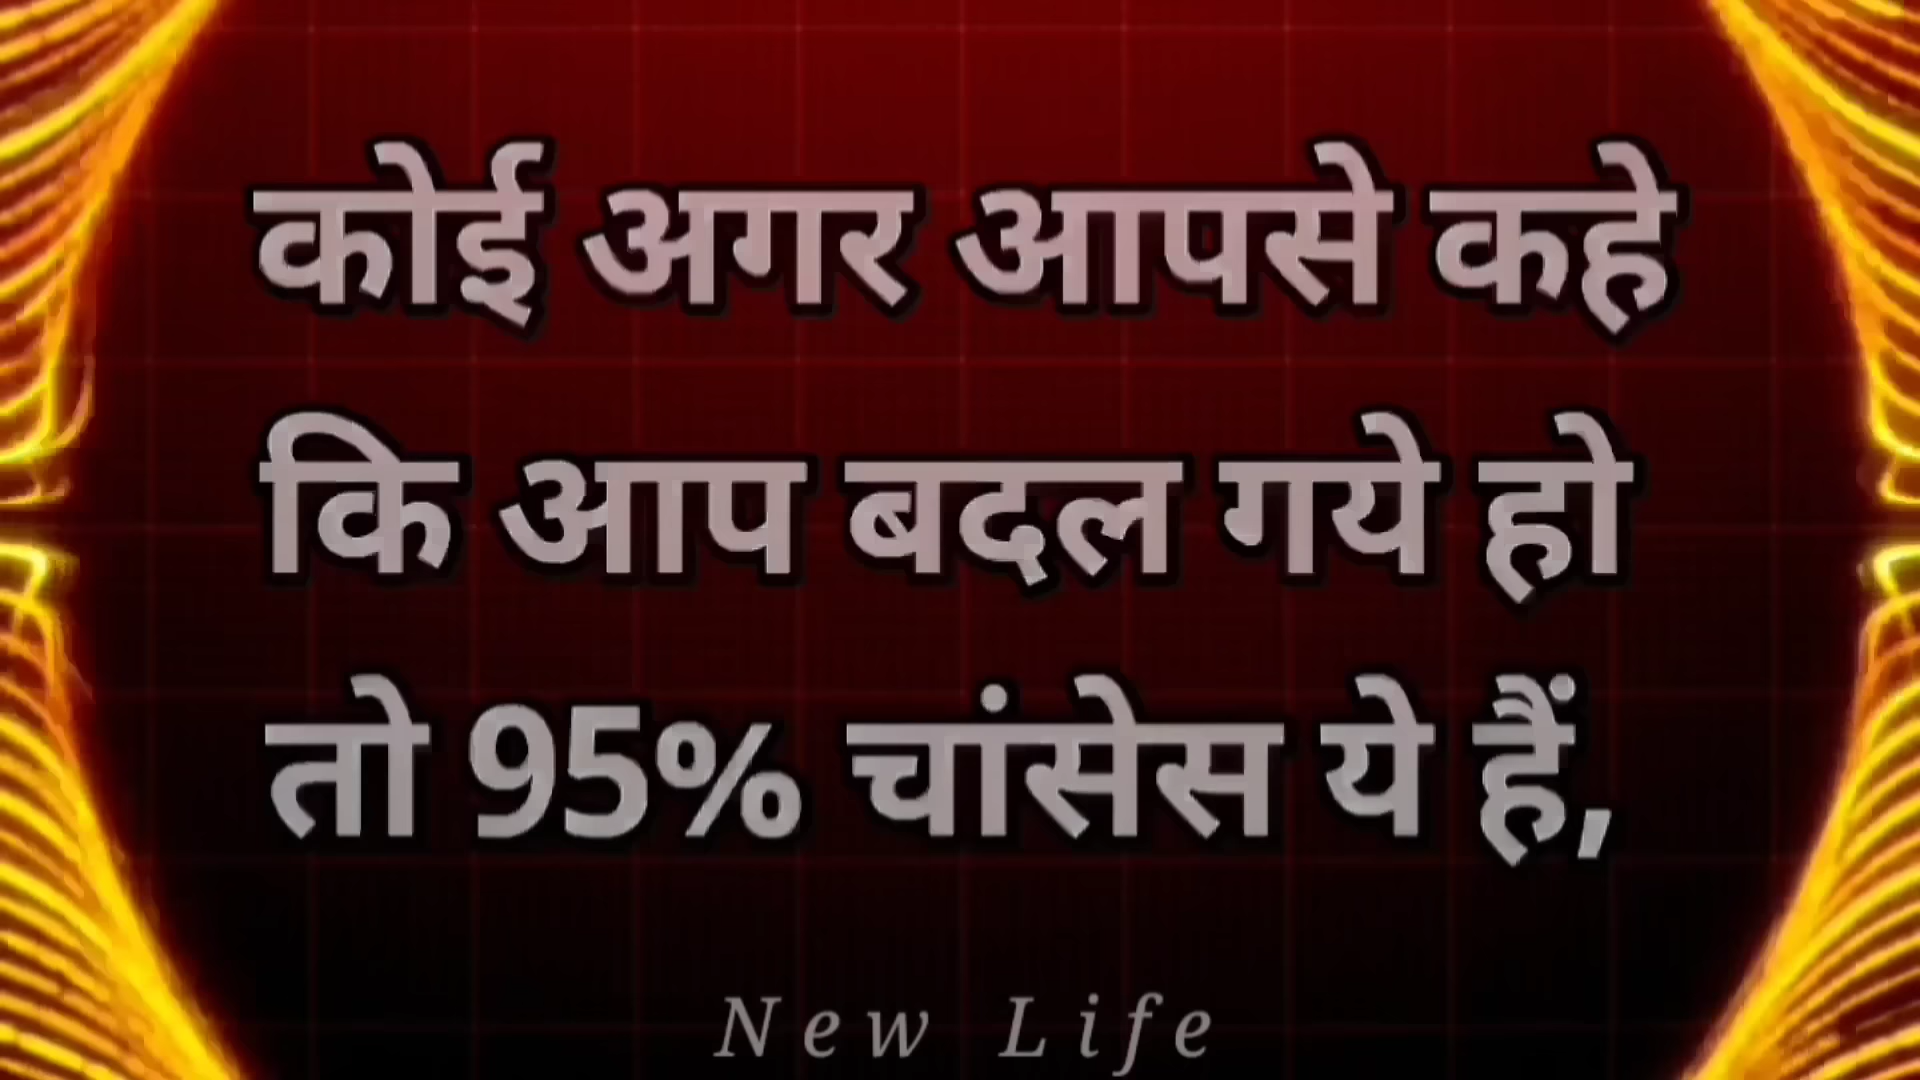 कोई अगर आपसे कहे
कि आप बदल गये हो
तो 95% चांसेस ये हैं,
New Life